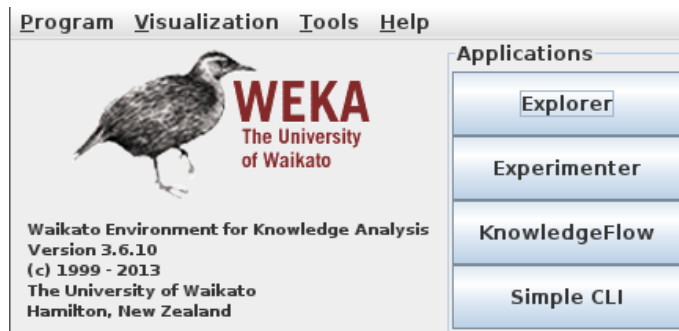 Program Visualization Tools Help
WEKA
The University
of Waikato
Waikato Environment for Knowledge Analysis
Version 3.6.10
(c) 1999 - 2013
The University of Waikato
Hamilton, New Zealand
Applications
Explorer
Experimenter
KnowledgeFlow
Simple CLI